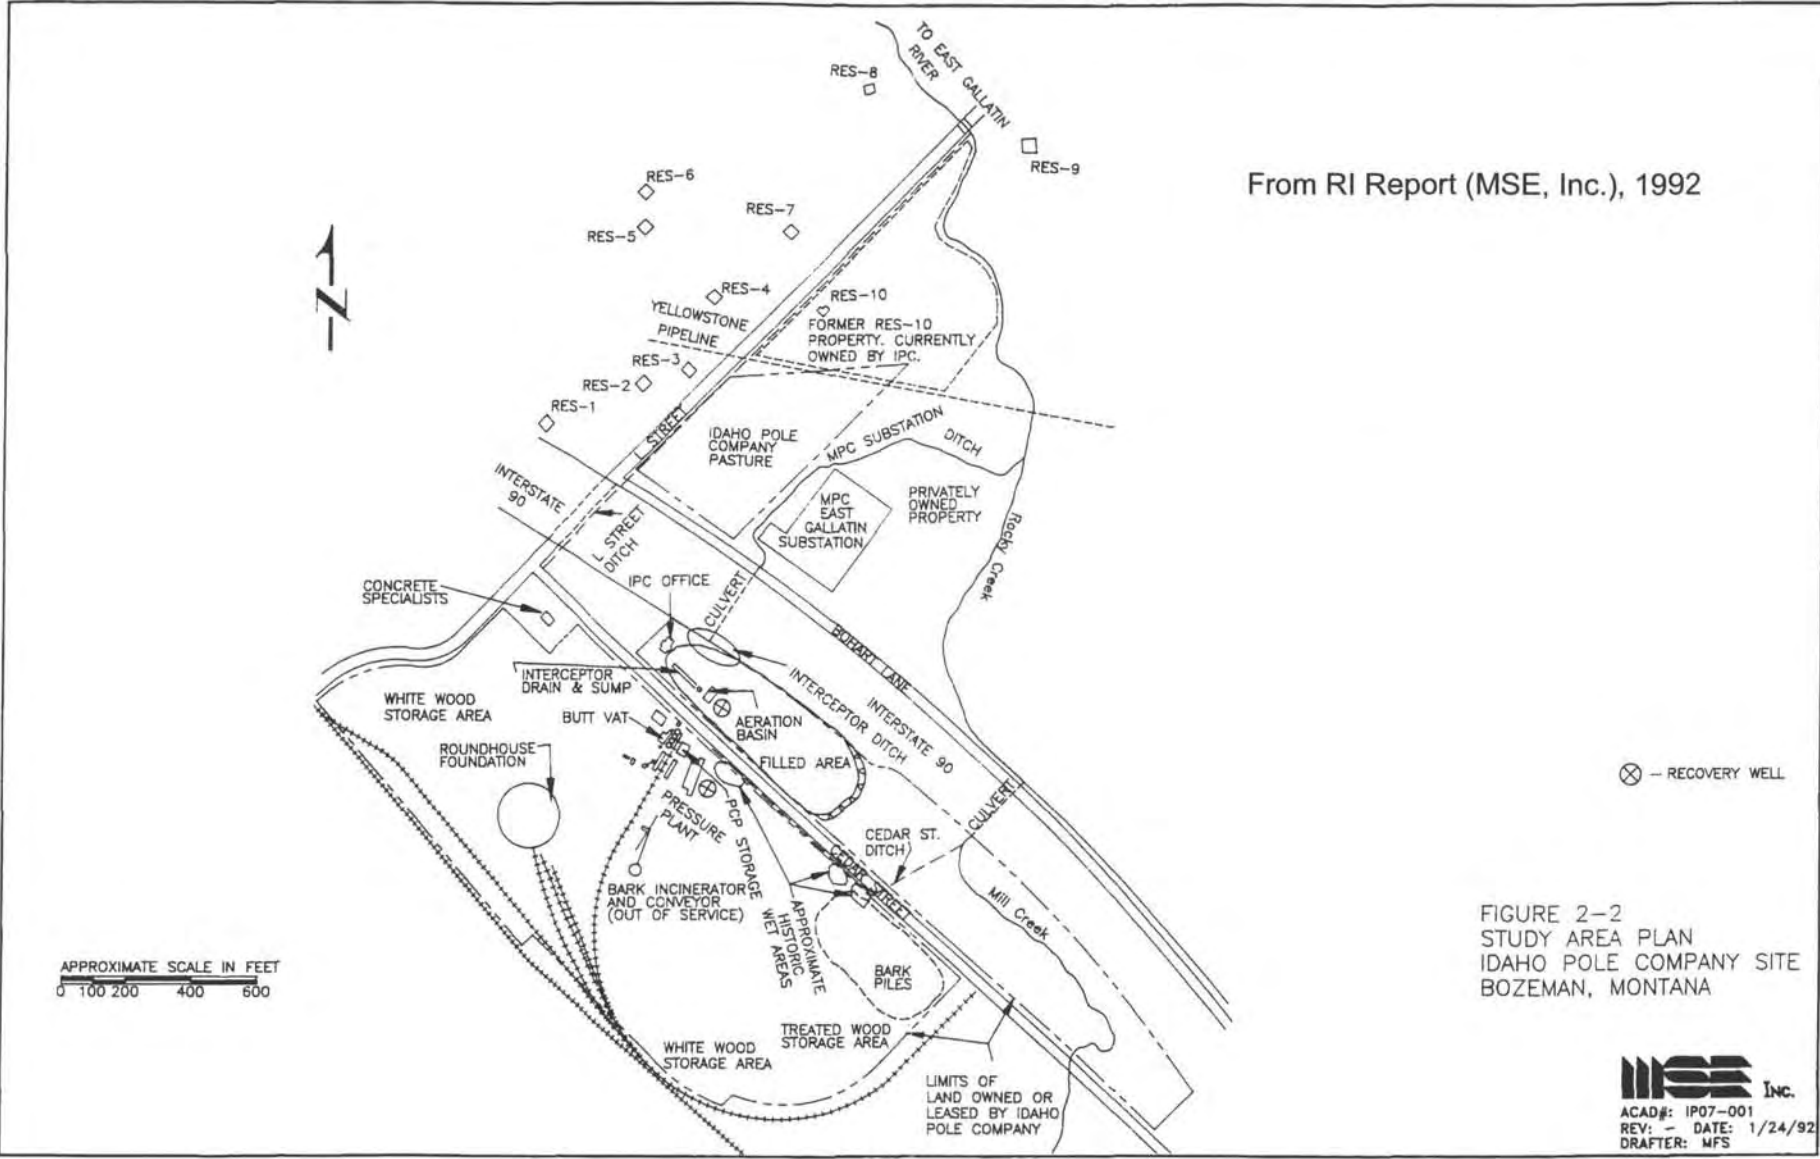 TO EAST GALLATIN
RIVER
RES-8
RES-9
From RI Report (MSE, Inc.), 1992
RES-6
RES-7
RES-5
N
RES-4
RES-10
YELLOWSTONE
PIPELINE
FORMER RES-10
PROPERTY. CURRENTLY
OWNED BY IPC.
RES-3
RES-2
RES-1
L STREET
IDAHO POLE
COMPANY
PASTURE
MPC SUBSTATION DITCH
INTERSTATE
90
MPC
EAST
GALLATIN
SUBSTATION
PRIVATELY
OWNED
PROPERTY
Rocky Creek
L STREET
DITCH
IPC OFFICE
CULVERT
CONCRETE
SPECIALISTS
BOHART LANE
INTERCEPTOR
DRAIN & SUMP
INTERCEPTOR DITCH
INTERSTATE 90
WHITE WOOD
STORAGE AREA
BUTT VAT
AERATION
BASIN
ROUNDHOUSE
FOUNDATION
FILLED AREA
– RECOVERY WELL
PRESSURE
PLANT
PCP STORAGE
CULVERT
CEDAR ST.
DITCH
CEDAR STREET
BARK INCINERATOR
AND CONVEYOR
(OUT OF SERVICE)
APPROXIMATE
HISTORIC
WET AREAS
Mill Creek
BARK
PILES
FIGURE 2-2
STUDY AREA PLAN
IDAHO POLE COMPANY SITE
BOZEMAN, MONTANA
APPROXIMATE SCALE IN FEET
0 100 200 400 600
TREATED WOOD
STORAGE AREA
WHITE WOOD
STORAGE AREA
LIMITS OF
LAND OWNED OR
LEASED BY IDAHO
POLE COMPANY
MSE INC.
ACAD#: IP07-001
REV: - DATE: 1/24/92
DRAFTER: MFS